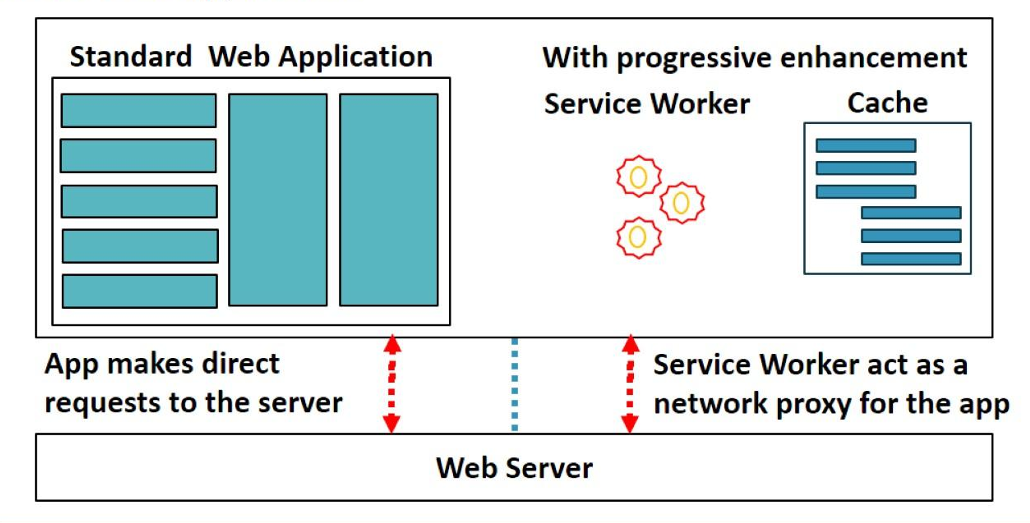 Standard Web Application
With progressive enhancement
Service Worker
Cache
App makes direct
requests to the server
Service Worker act as a
network proxy for the app
Web Server